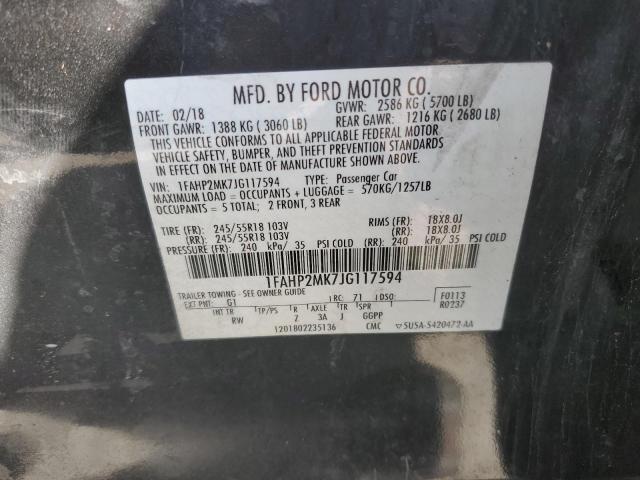 MFD. BY FORD MOTOR CO.
DATE: 02/18 GVWR: 2586 KG ( 5700 LB)
FRONT GAWR: 1388 KG ( 3060 LB) REAR GAWR: 1216 KG ( 2680 LB)
THIS VEHICLE CONFORMS TO ALL APPLICABLE FEDERAL MOTOR
VEHICLE SAFETY, BUMPER, AND THEFT PREVENTION STANDARDS
IN EFFECT ON THE DATE OF MANUFACTURE SHOWN ABOVE.
VIN: 1FAHP2MK7JG117594 TYPE: Passenger Car
MAXIMUM LOAD = OCCUPANTS + LUGGAGE = 570KG/1257LB
OCCUPANTS = 5 TOTAL; 2 FRONT, 3 REAR
TIRE (FR): 245/55R18 103V RIMS (FR): 18X8.0J
(RR): 245/55R18 103V (RR): 18X8.0J
PRESSURE (FR): 240 kPa/ 35 PSI COLD (RR): 240 kPa/ 35 PSI COLD
1FAHP2MK7JG117594
TRAILER TOWING - SEE OWNER GUIDE
EXT PNT: G1 RC: 71 DSO: F0113
INT TR TP/PS R AXLE TR SPR R0237
RW 2 3A J GGPP
1201802235136 CMC ▽5U5A-5420472-AA